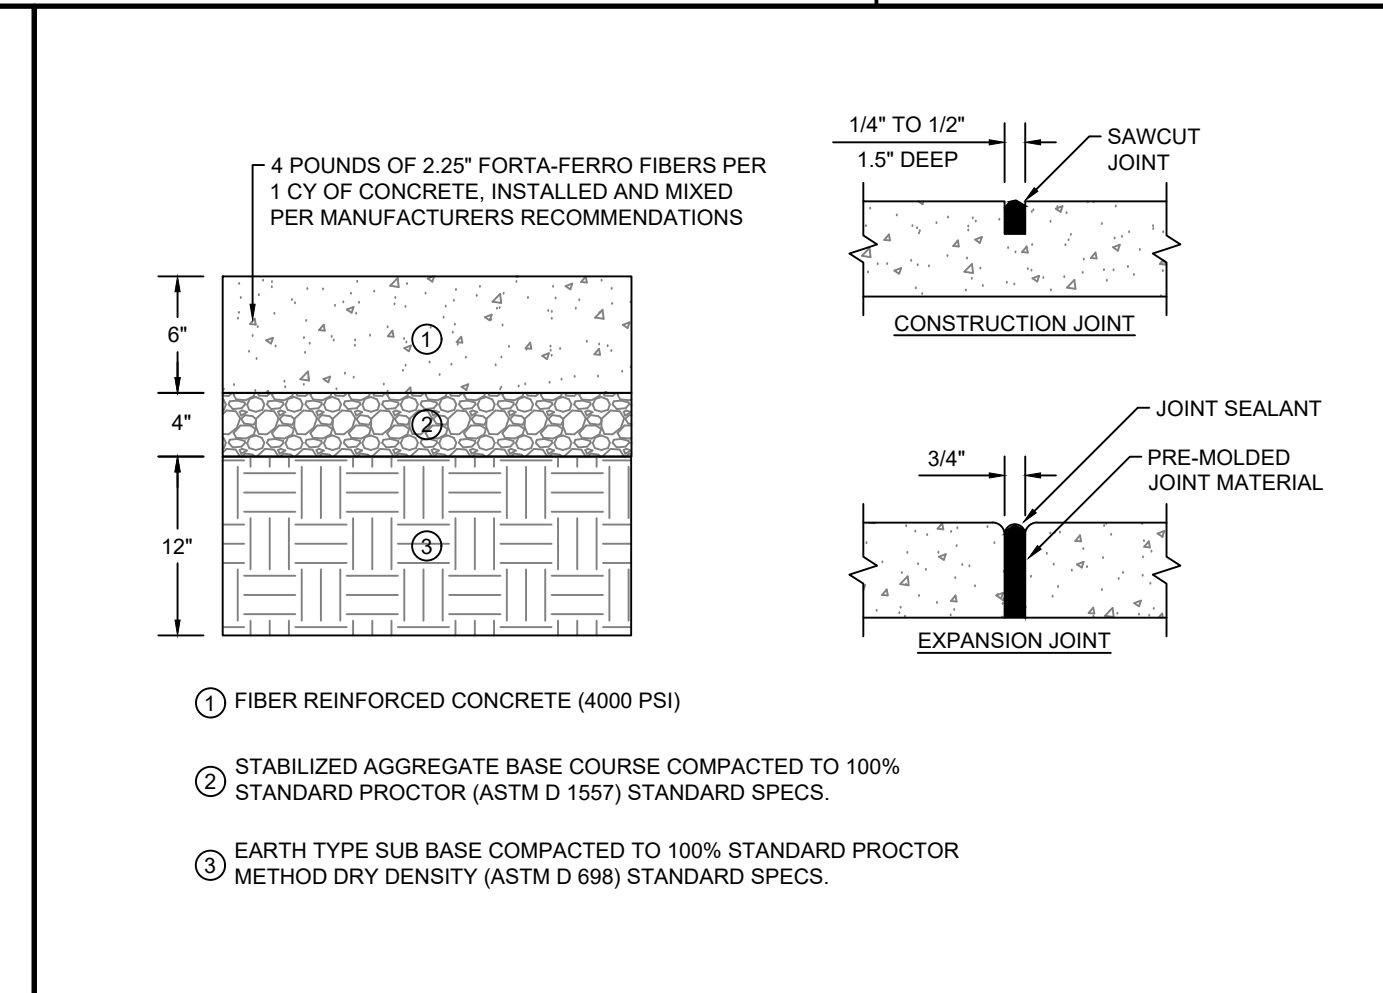 4 POUNDS OF 2.25" FORTA-FERRO FIBERS PER
1 CY OF CONCRETE, INSTALLED AND MIXED
PER MANUFACTURERS RECOMMENDATIONS
6"
1
4"
2
12"
3
1/4" TO 1/2"
1.5" DEEP
SAWCUT
JOINT
CONSTRUCTION JOINT
JOINT SEALANT
3/4"
PRE-MOLDED
JOINT MATERIAL
EXPANSION JOINT
1 FIBER REINFORCED CONCRETE (4000 PSI)
2 STABILIZED AGGREGATE BASE COURSE COMPACTED TO 100%
STANDARD PROCTOR (ASTM D 1557) STANDARD SPECS.
3 EARTH TYPE SUB BASE COMPACTED TO 100% STANDARD PROCTOR
METHOD DRY DENSITY (ASTM D 698) STANDARD SPECS.